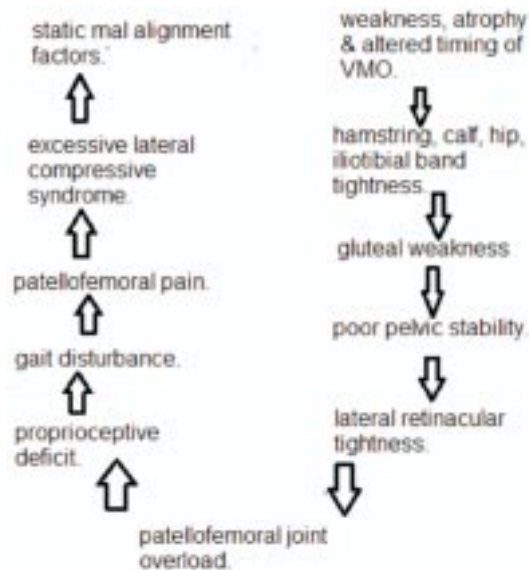 static mal alignment
factors.
excessive lateral
compressive
syndrome.
patellofemoral pain.
gait disturbance.
proprioceptive
deficit.
weakness, atrophy
& altered timing of
VMO.
hamstring, calf, hip,
iliotibial band
tightness.
gluteal weakness
poor pelvic stability.
lateral retinacular
tightness.
patellofemoral joint
overload.